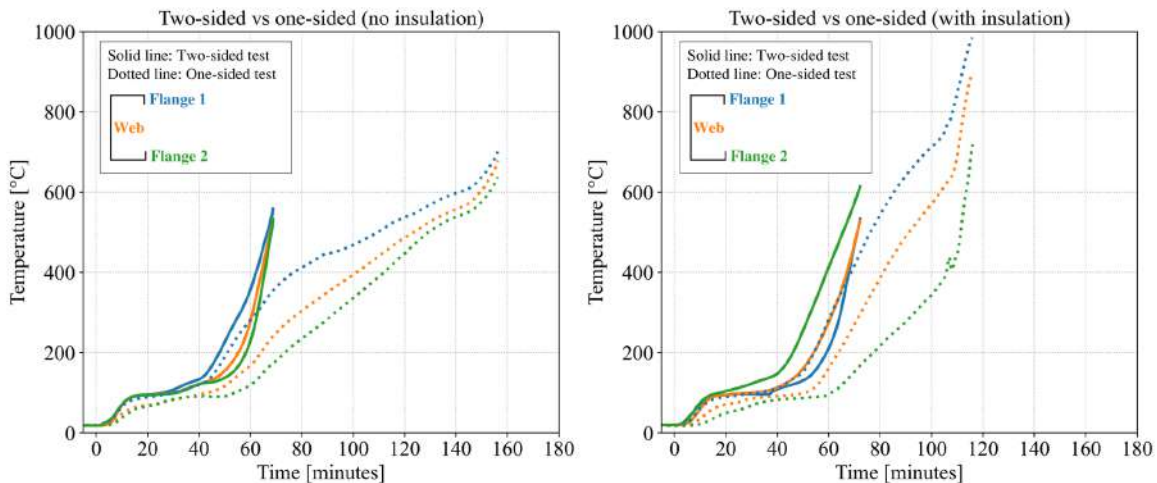 Two-sided vs one-sided (no insulation)
1000
800
600
400
200
0
Temperature [°C]
Solid line: Two-sided test
Dotted line: One-sided test
Flange 1
Web
Flange 2
0 20 40 60 80 100 120 140 160 180
Time [minutes]
Two-sided vs one-sided (with insulation)
1000
800
600
400
200
0
Temperature [°C]
Solid line: Two-sided test
Dotted line: One-sided test
Flange 1
Web
Flange 2
0 20 40 60 80 100 120 140 160 180
Time [minutes]